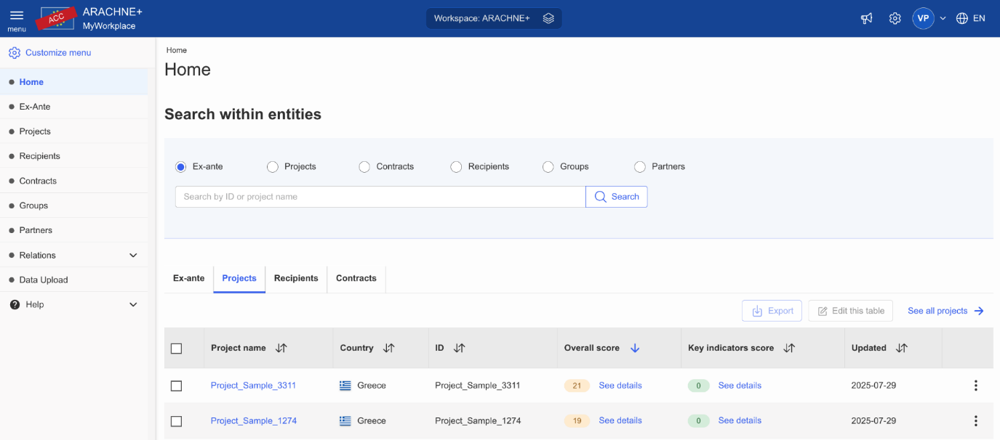 menu
ACC
ARACHNE+
MyWorkplace
Workspace: ARACHNE+
VP
EN
Customize menu
Home
Ex-Ante
Projects
Recipients
Contracts
Groups
Partners
Relations
Data Upload
? Help
Home
Home
Search within entities
Ex-ante Projects Contracts Recipients Groups Partners
Search by ID or project name Search
Ex-ante Projects Recipients Contracts
Export Edit this table See all projects
Project name Country ID Overall score Key indicators score Updated
Project_Sample_3311 Greece Project_Sample_3311 21 See details 0 See details 2025-07-29
Project_Sample_1274 Greece Project_Sample_1274 19 See details 0 See details 2025-07-29